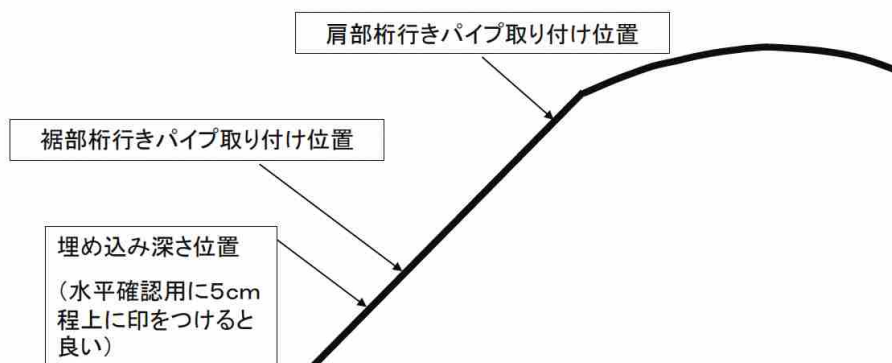 肩部桁行きパイプ取り付け位置
裾部桁行きパイプ取り付け位置
埋め込み深さ位置
（水平確認用に５cm
程上に印をつけると
良い）